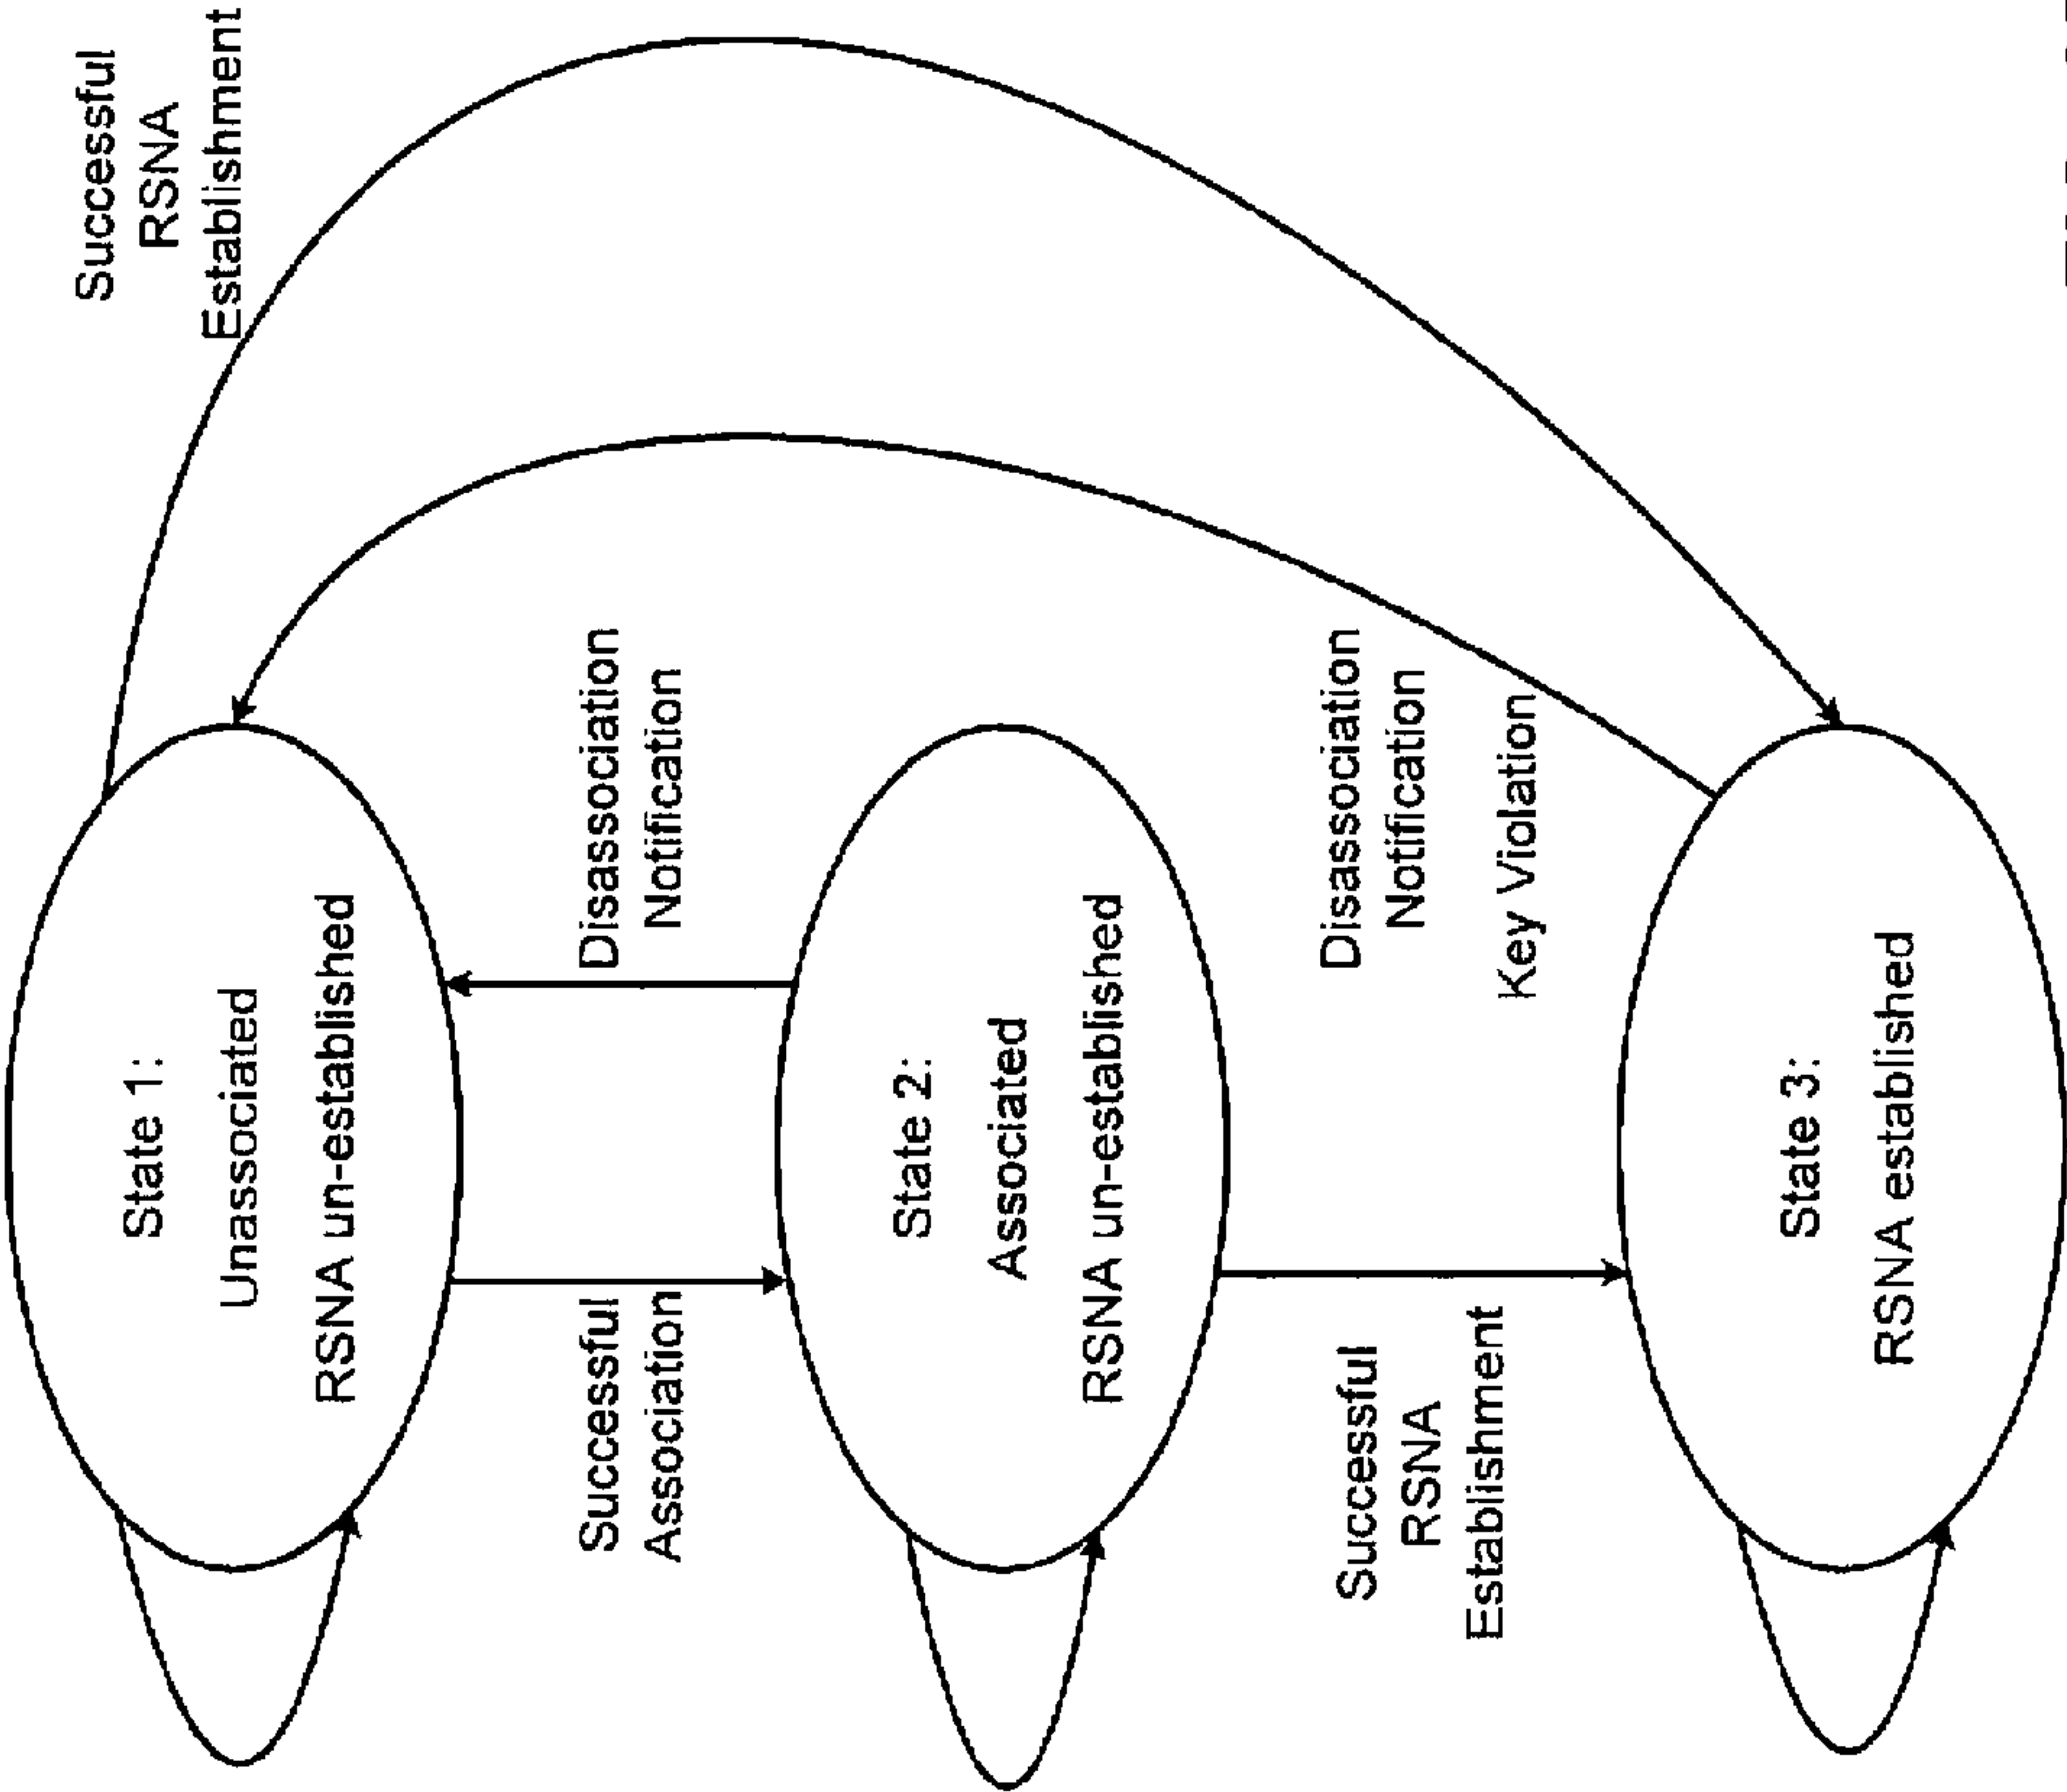 Successful
RSNA
Establishment
State 1:
Unassociated
RSNA un-established
Disassociation
Notification
Successful
Association
State 2:
Associated
RSNA un-established
Disassociation
Notification
Key Violation
Successful
RSNA
Establishment
State 3:
RSNA established